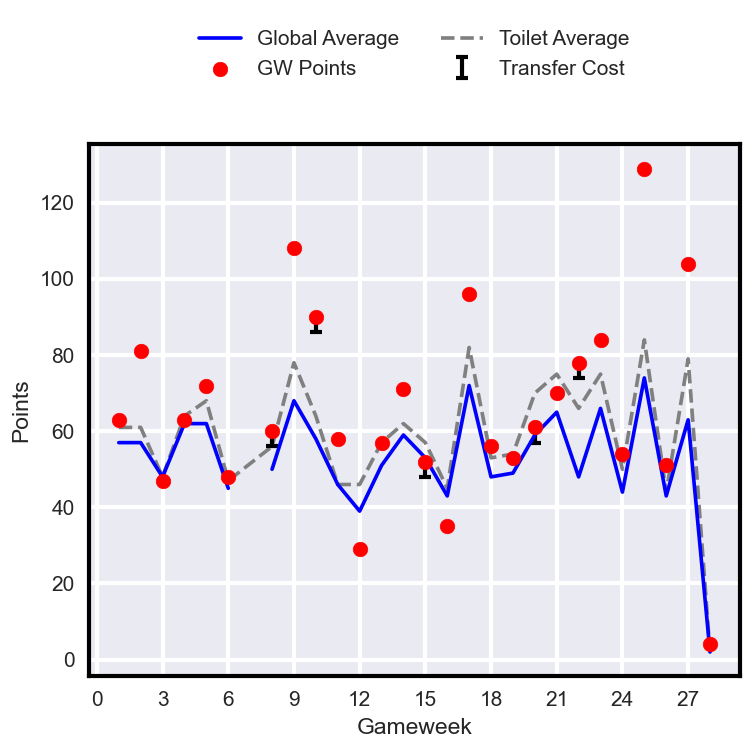 Global Average
Toilet Average
GW Points
Transfer Cost
Points
120
100
80
60
40
20
0
0 3 6 9 12 15 18 21 24 27
Gameweek